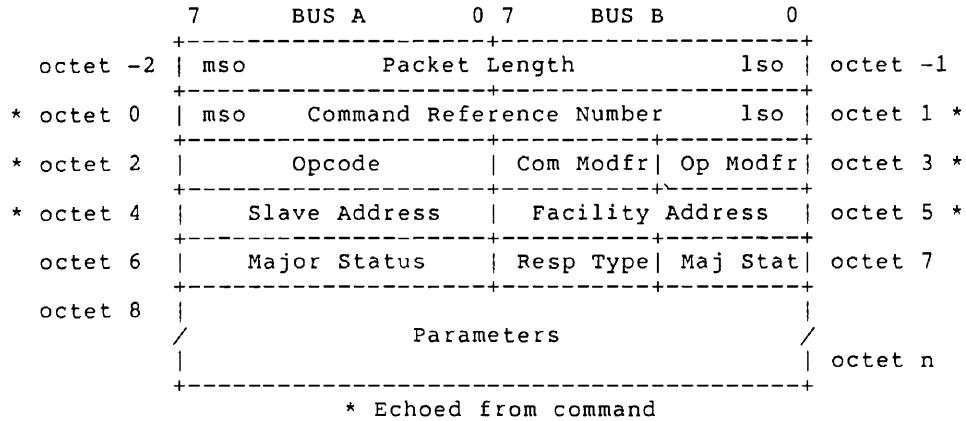 7 BUS A 0 7 BUS B 0
octet -2 | mso Packet Length lso | octet -1
* octet 0 | mso Command Reference Number lso | octet 1 *
* octet 2 | Opcode | Com Modfr| Op Modfr| octet 3 *
* octet 4 | Slave Address | Facility Address | octet 5 *
octet 6 | Major Status | Resp Type| Maj Stat| octet 7
octet 8 | |
/ Parameters /
| | octet n
* Echoed from command